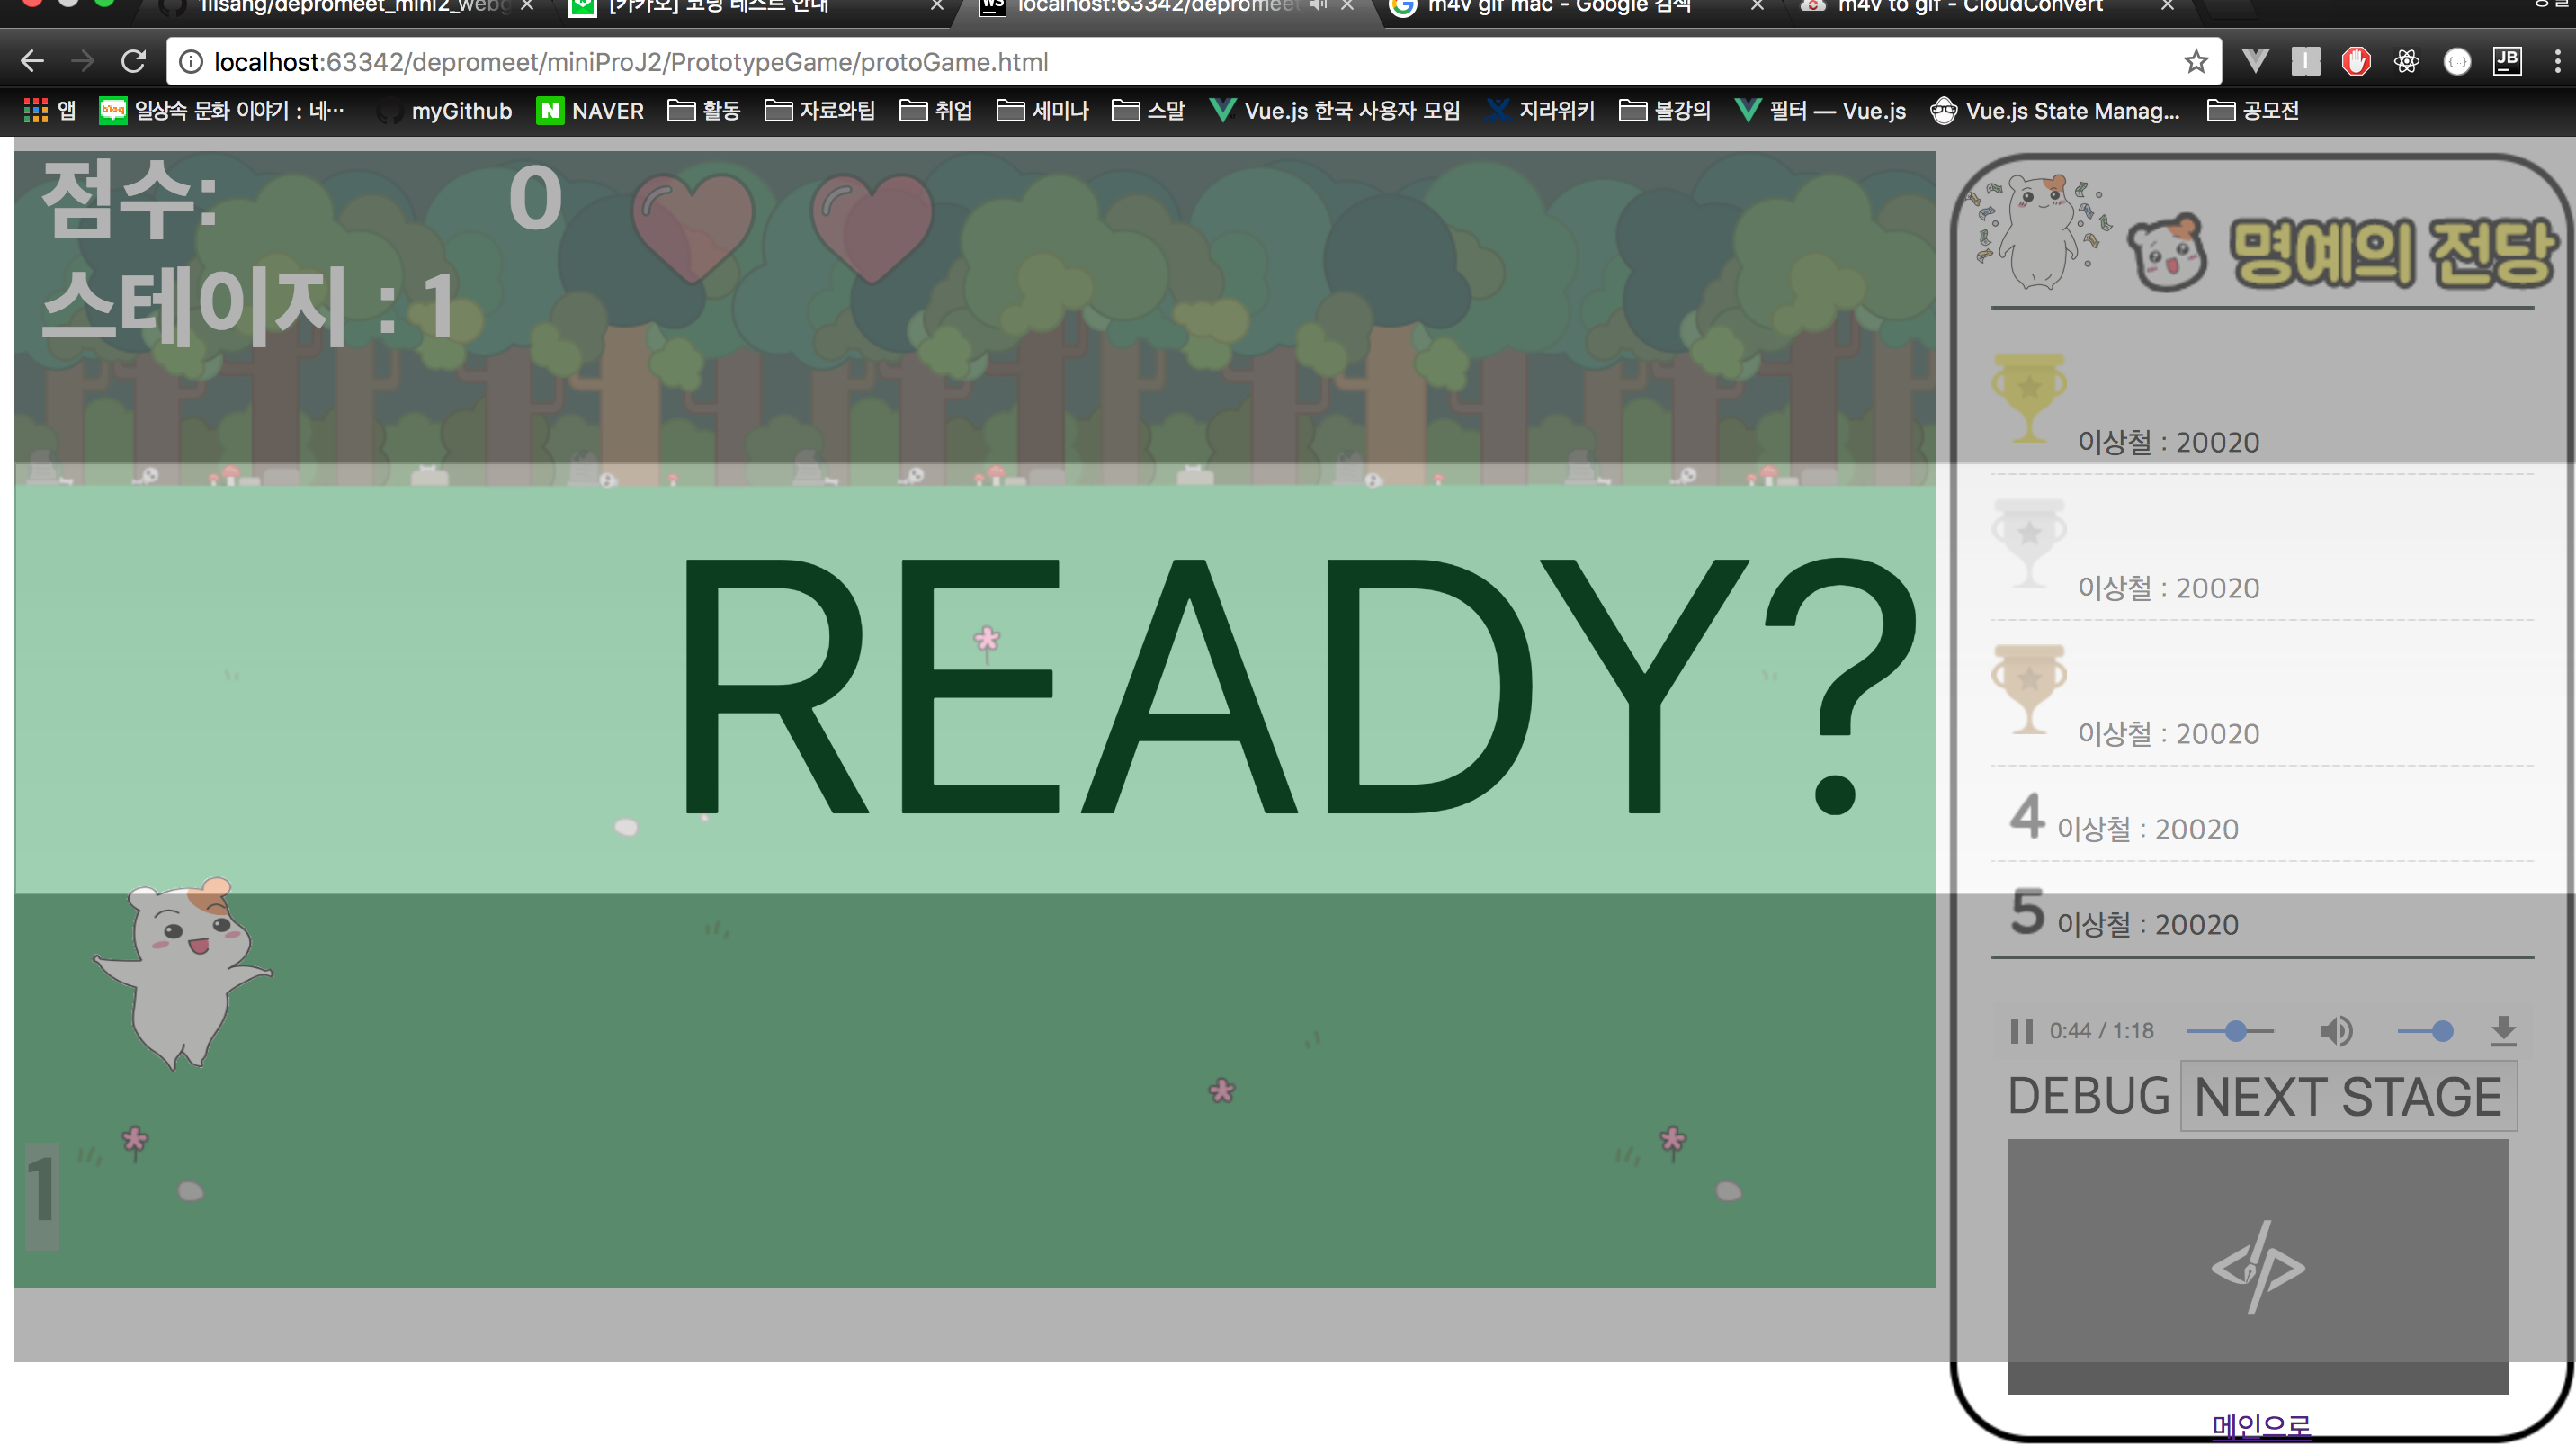 [카카오] 코딩 테스트 안내
m4v gif mac - Google 검색
m4v to gif - CloudConvert
localhost:63342/depromeet/miniProJ2/PrototypeGame/protoGame.html
앱
일상속 문화 이야기 : 네…
myGithub
NAVER
활동
자료와팁
취업
세미나
스말
Vue.js 한국 사용자 모임
지라위키
볼강의
필터 — Vue.js
Vue.js State Manag...
공모전
점수: 0
스테이지 : 1
READY?
1
명예의 전당
이상철 : 20020
이상철 : 20020
이상철 : 20020
4 이상철 : 20020
5 이상철 : 20020
0:44 / 1:18
DEBUG NEXT STAGE
메인으로